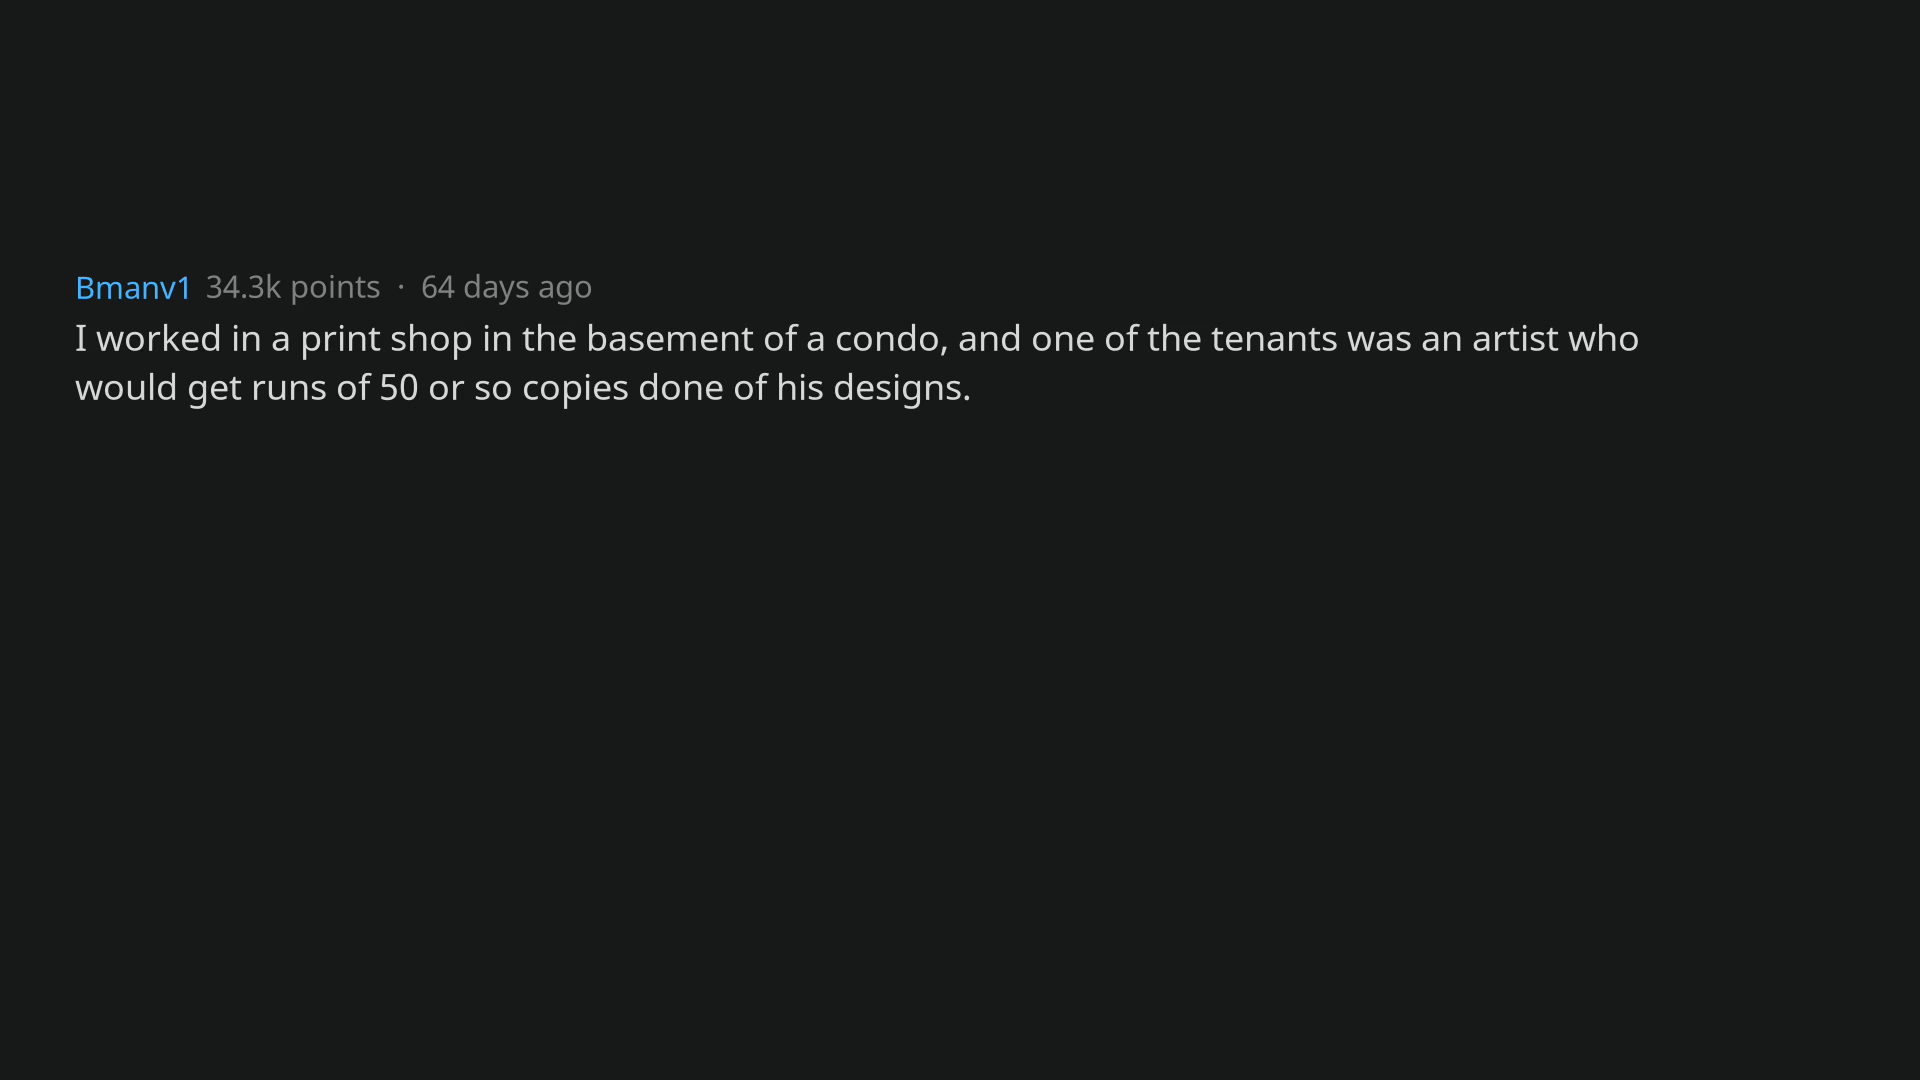 Bmanv1 34.3k points · 64 days ago
I worked in a print shop in the basement of a condo, and one of the tenants was an artist who
would get runs of 50 or so copies done of his designs.